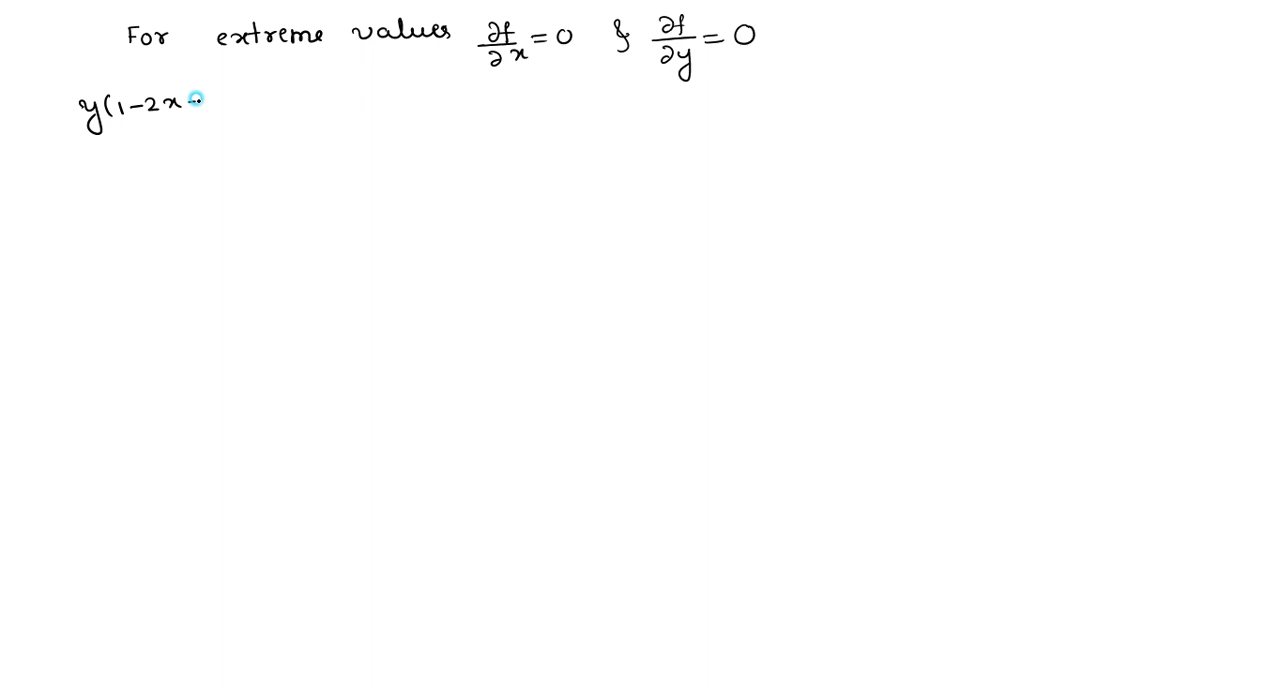 For extreme values ∂f/∂x = 0 & ∂f/∂y = 0
y(1-2x-